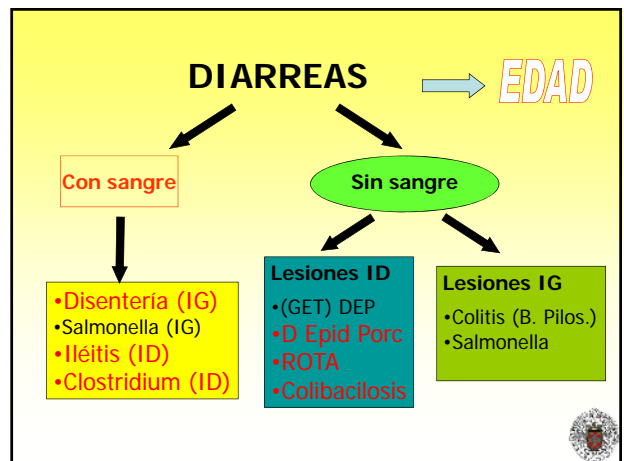 DIARREAS
EDAD
Con sangre
Sin sangre
•Disentería (IG)
•Salmonella (IG)
•Iléitis (ID)
•Clostridium (ID)
Lesiones ID
•(GET) DEP
•D Epid Porc
•ROTA
•Colibacilosis
Lesiones IG
•Colitis (B. Pilos.)
•Salmonella